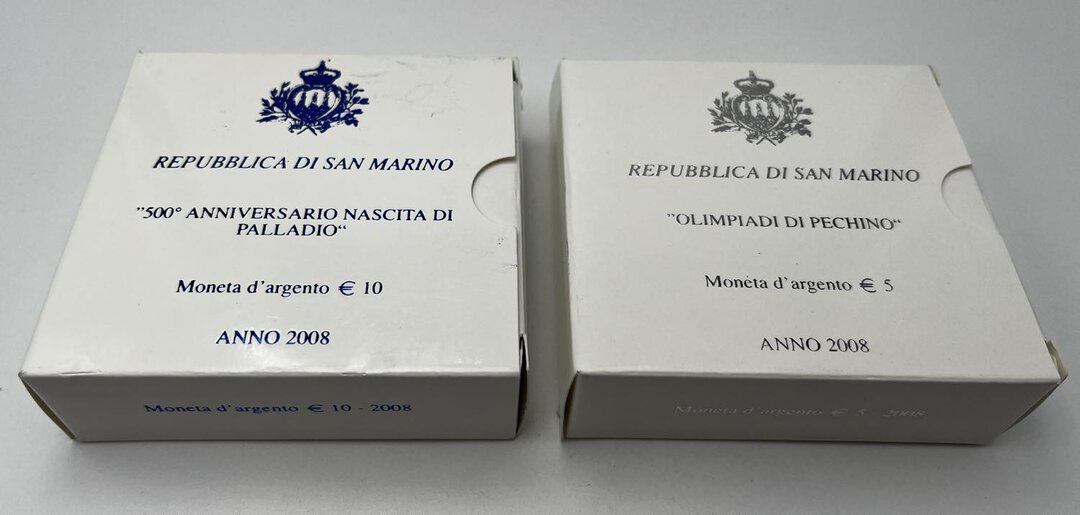 REPUBBLICA DI SAN MARINO
"500° ANNIVERSARIO NASCITA DI
PALLADIO"
Moneta d'argento € 10
ANNO 2008
Moneta d'argento € 10 - 2008
REPUBBLICA DI SAN MARINO
"OLIMPIADI DI PECHINO"
Moneta d'argento € 5
ANNO 2008
Moneta d'argento € 5 - 2008